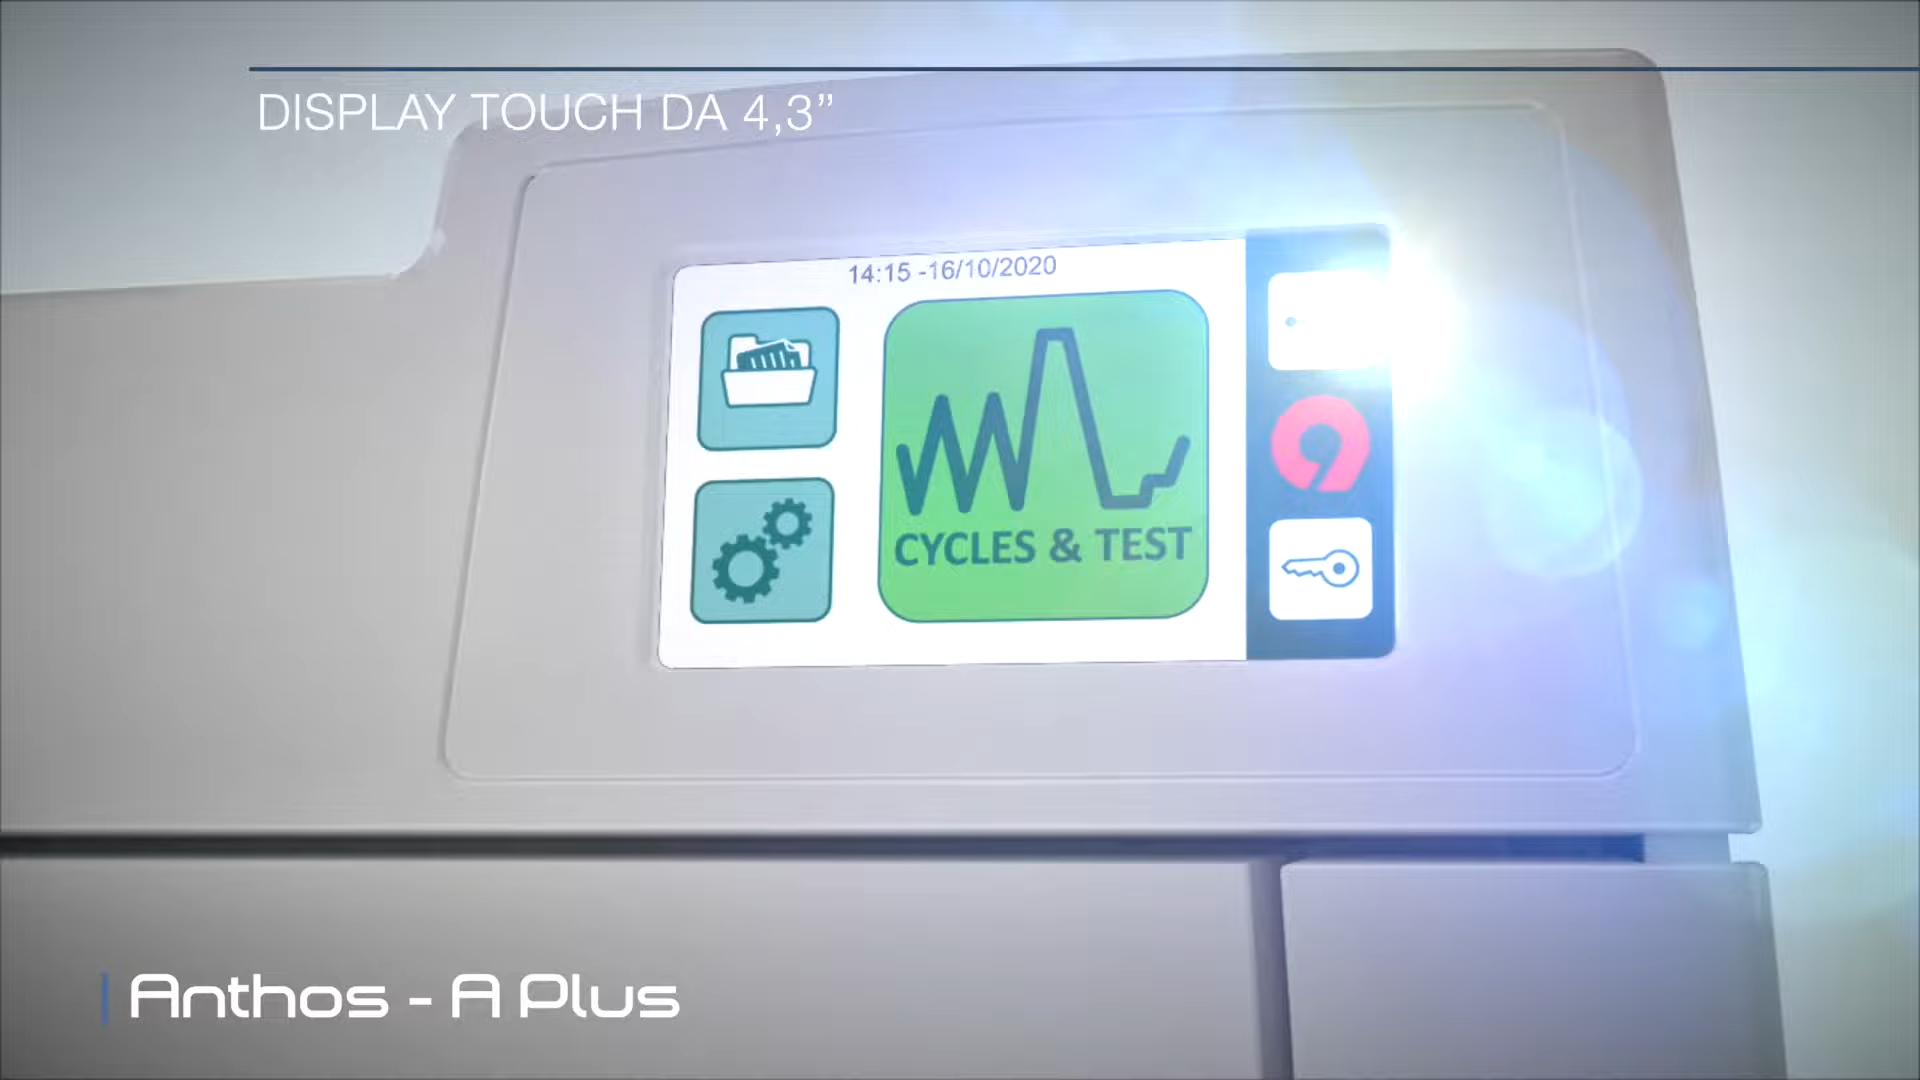 DISPLAY TOUCH DA 4,3”
14:15 -16/10/2020
CYCLES & TEST
Anthos - A Plus